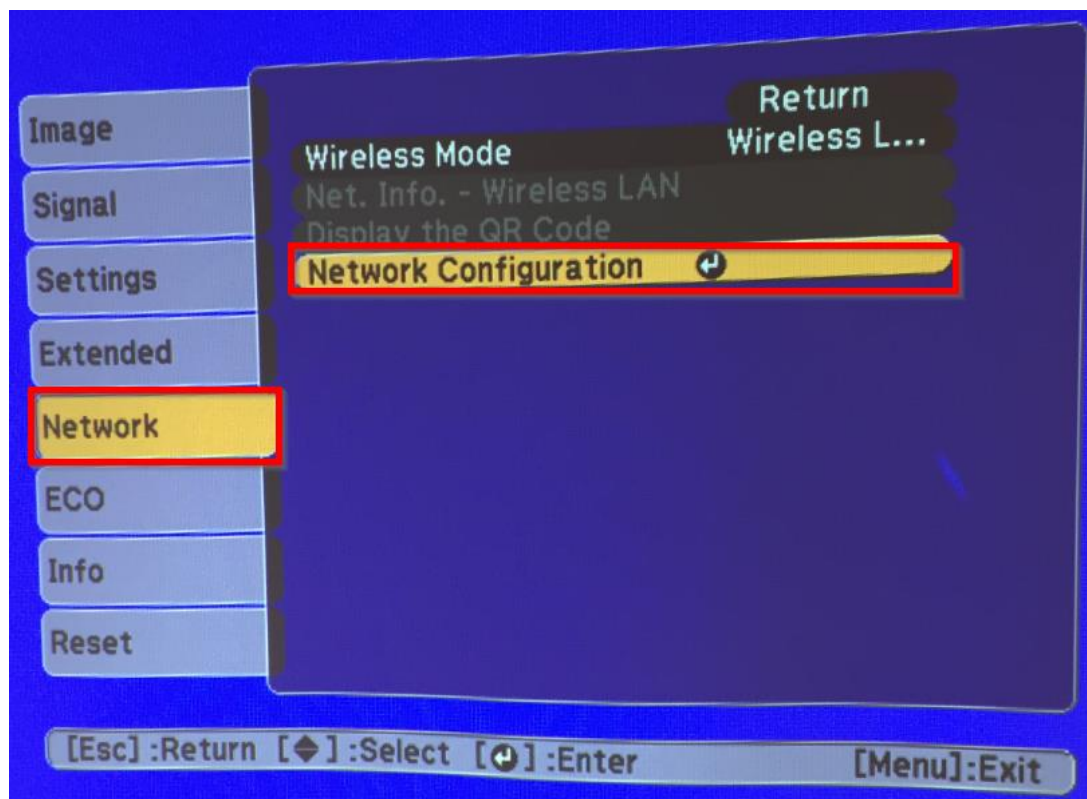 Image
Signal
Settings
Extended
Network
ECO
Info
Reset
Return
Wireless Mode Wireless L...
Net. Info. - Wireless LAN
Display the QR Code
Network Configuration
[Esc] :Return [ ] :Select [ ] :Enter [Menu]:Exit